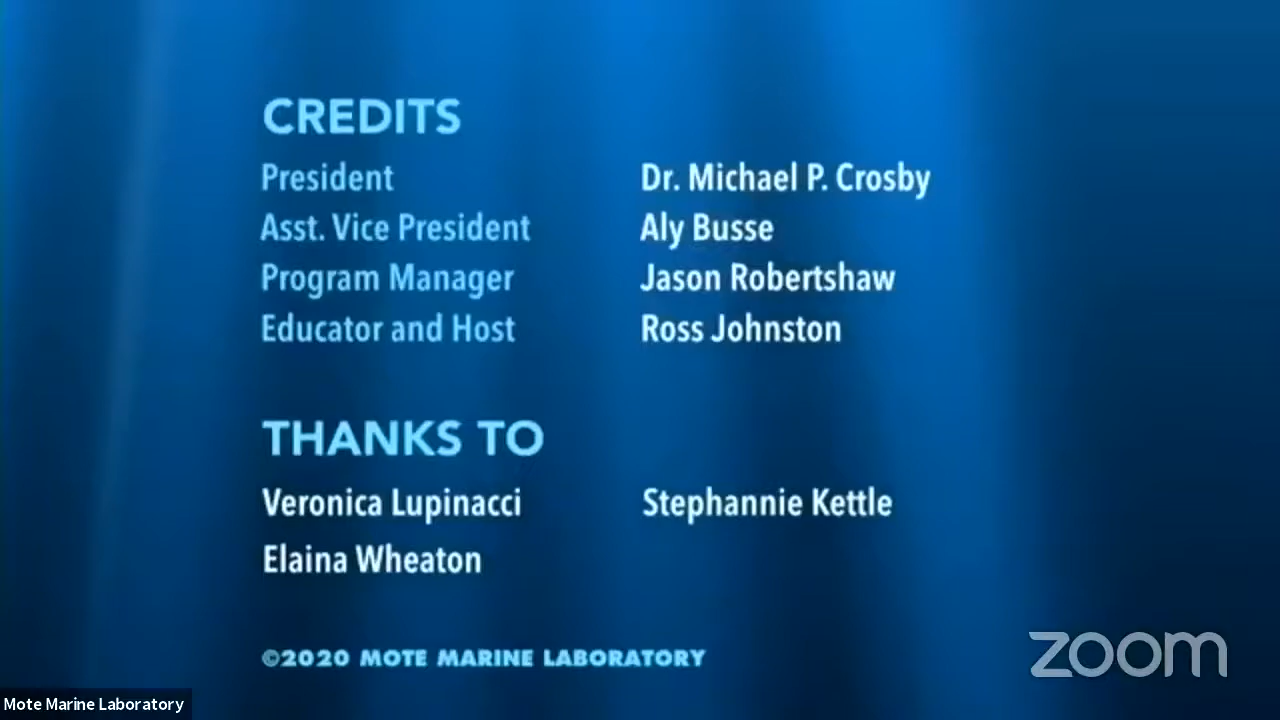 CREDITS
President Dr. Michael P. Crosby
Asst. Vice President Aly Busse
Program Manager Jason Robertshaw
Educator and Host Ross Johnston
THANKS TO
Veronica Lupinacci Stephannie Kettle
Elaina Wheaton
©2020 MOTE MARINE LABORATORY
zoom
Mote Marine Laboratory